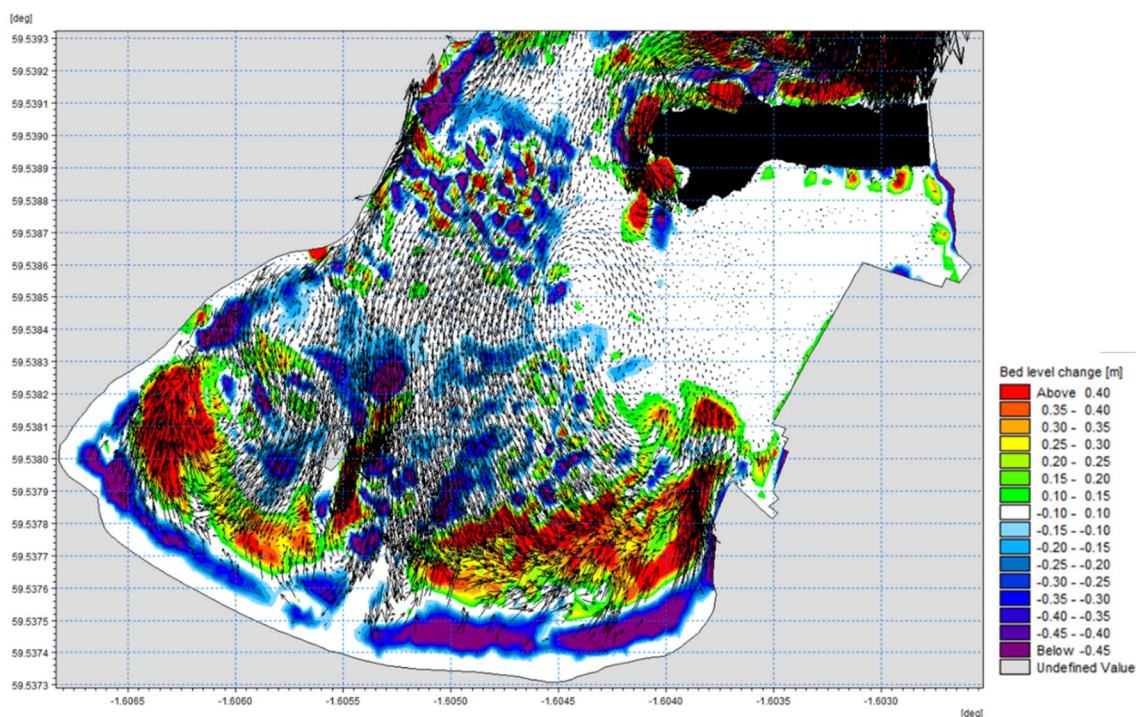 [deg]
59.5393
59.5392
59.5391
59.5390
59.5389
59.5388
59.5387
59.5386
59.5385
59.5384
59.5383
59.5382
59.5381
59.5380
59.5379
59.5378
59.5377
59.5376
59.5375
59.5374
59.5373
-1.6065 -1.6060 -1.6055 -1.6050 -1.6045 -1.6040 -1.6035 -1.6030
[deg]
Bed level change [m]
Above 0.40
0.35 - 0.40
0.30 - 0.35
0.25 - 0.30
0.20 - 0.25
0.15 - 0.20
0.10 - 0.15
-0.10 - 0.10
-0.15 - -0.10
-0.20 - -0.15
-0.25 - -0.20
-0.30 - -0.25
-0.35 - -0.30
-0.40 - -0.35
-0.45 - -0.40
Below -0.45
Undefined Value